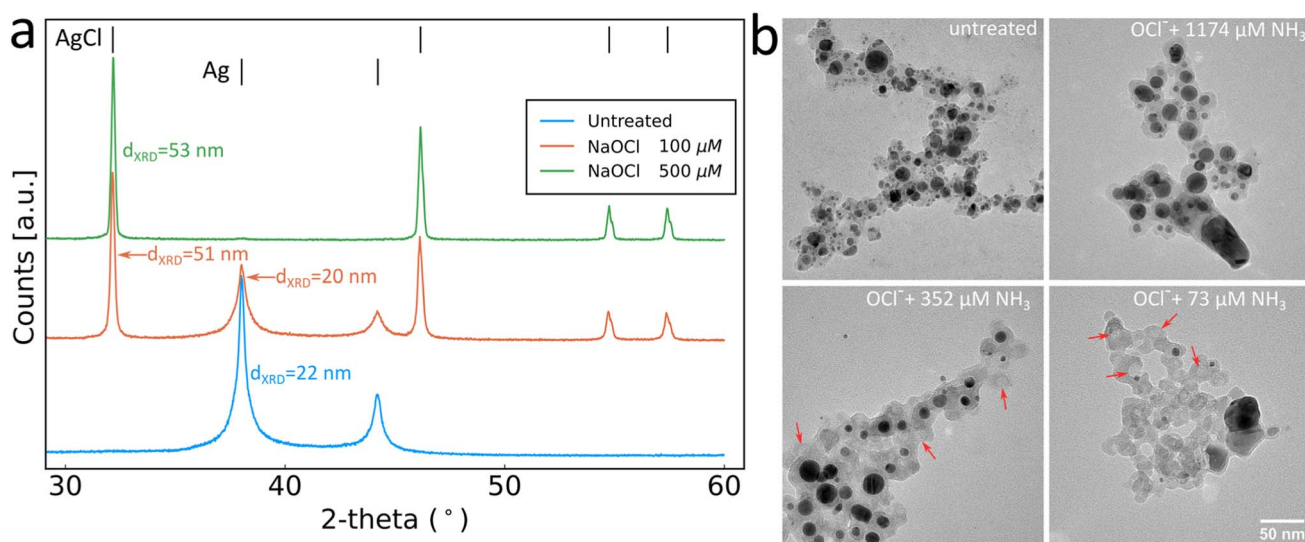 a
AgCl
Ag
Untreated
NaOCl 100 μM
NaOCl 500 μM
d_XRD=53 nm
d_XRD=51 nm
d_XRD=20 nm
d_XRD=22 nm
Counts [a.u.]
30 40 50 60
2-theta (°)
b
untreated
OCl⁻+ 1174 μM NH₃
OCl⁻+ 352 μM NH₃
OCl⁻+ 73 μM NH₃
50 nm